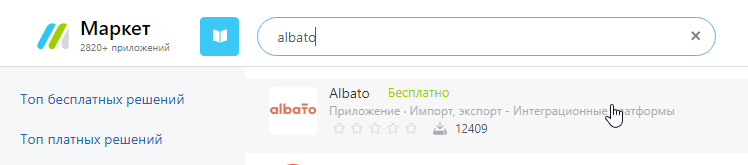 Маркет
2820+ приложений
albato
Топ бесплатных решений
Топ платных решений
albato
Albato Бесплатно
Приложение - Импорт, экспорт - Интеграционные платформы
12409